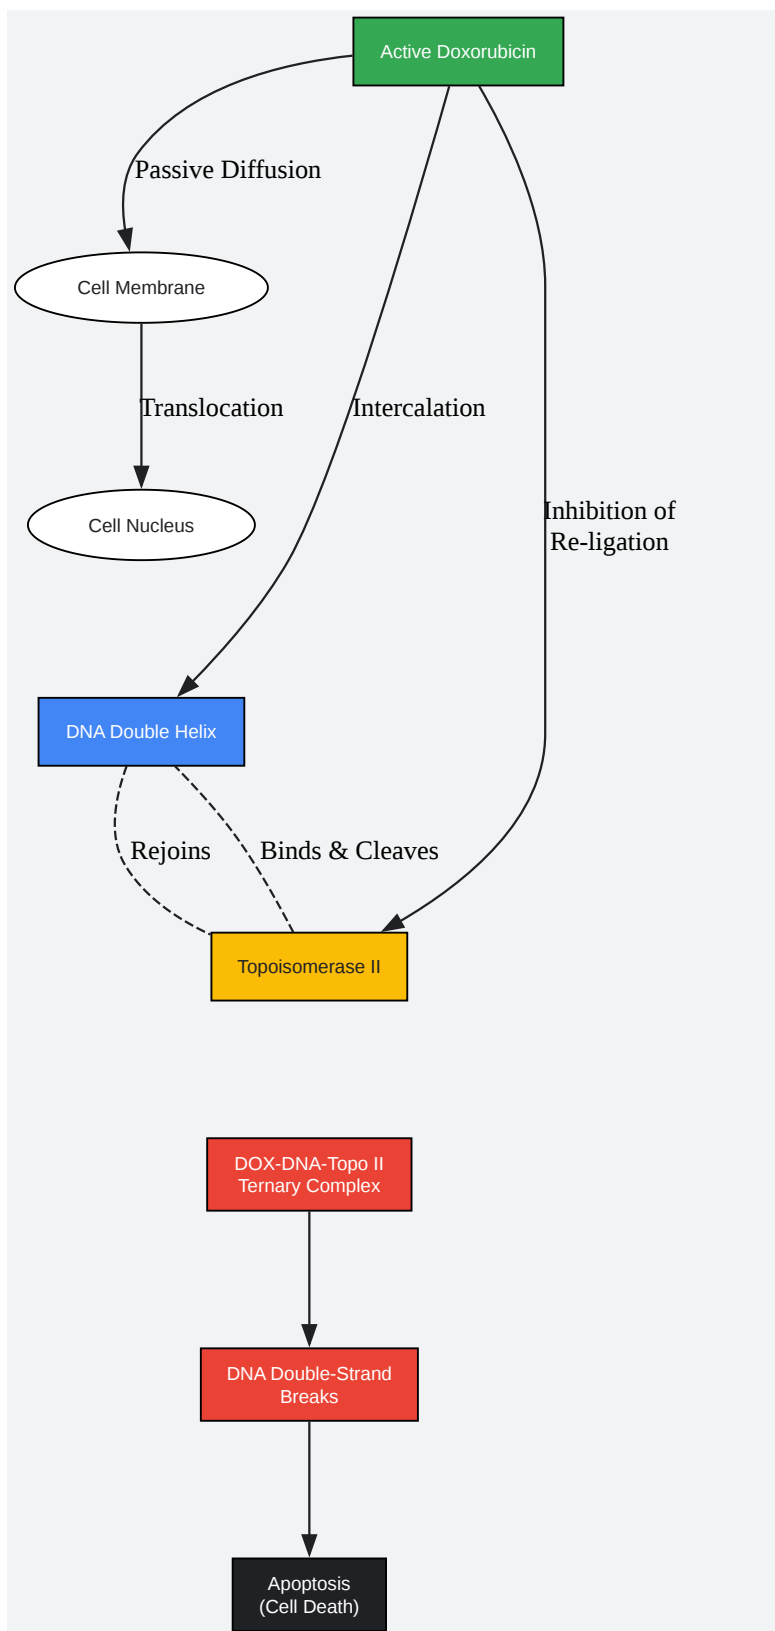 Active Doxorubicin
Passive Diffusion
Cell Membrane
Translocation
Intercalation
Cell Nucleus
Inhibition of
Re-ligation
DNA Double Helix
Rejoins
Binds & Cleaves
Topoisomerase II
DOX-DNA-Topo II
Ternary Complex
DNA Double-Strand
Breaks
Apoptosis
(Cell Death)